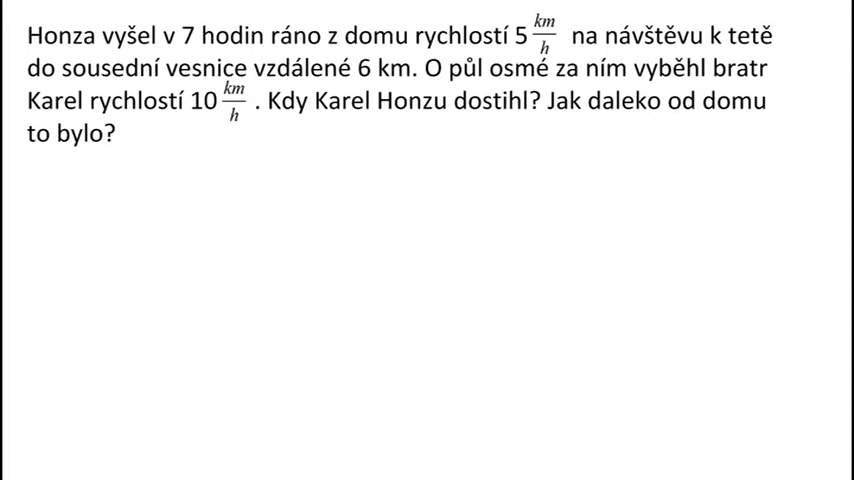 Honza vyšel v 7 hodin ráno z domu rychlostí 5 km/h na návštěvu k tetě
do sousední vesnice vzdálené 6 km. O půl osmé za ním vyběhl bratr
Karel rychlostí 10 km/h . Kdy Karel Honzu dostihl? Jak daleko od domu
to bylo?